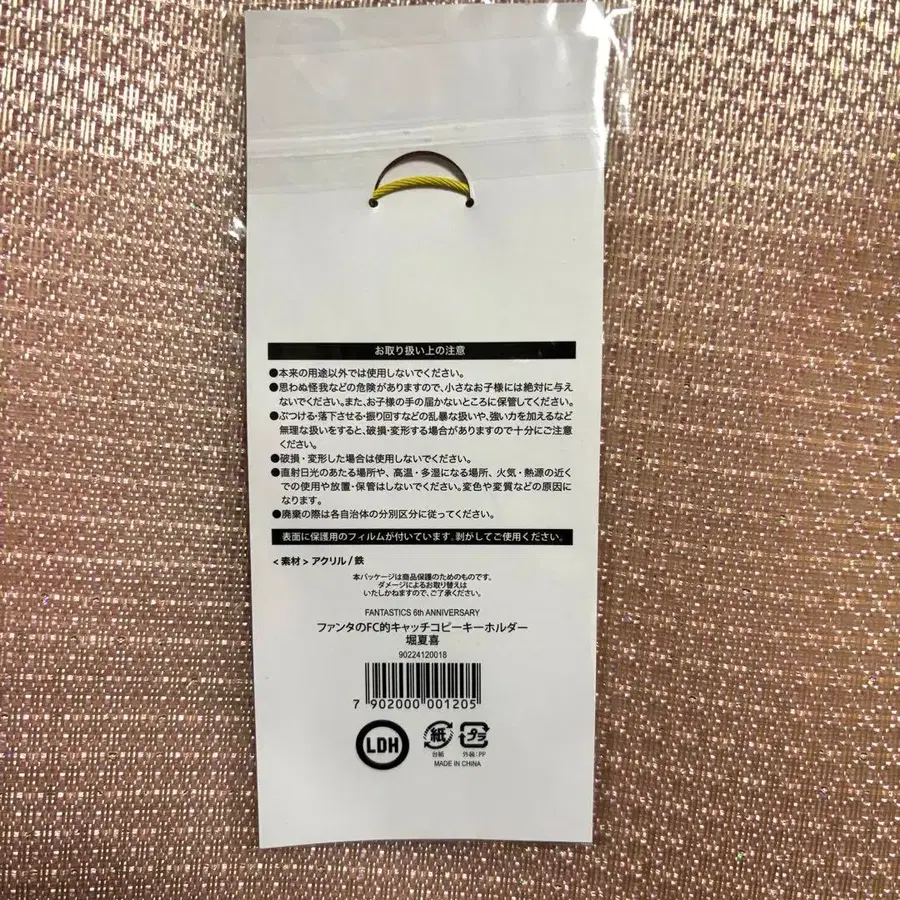 お取り扱い上の注意
●本来の用途以外では使用しないでください。
●思わぬ怪我などの危険がありますので、小さなお子様には絶対に与え
ないでください。また、お子様の手の届かないところに保管してください。
●ぶつける・落下させる・振り回すなどの乱暴な扱いや、強い力を加えるなど
無理な扱いをすると、破損・変形する場合がありますので十分にご注意
ください。
●破損・変形した場合は使用しないでください。
●直射日光のあたる場所や、高温・多湿になる場所、火気・熱源の近く
での使用や放置・保管はしないでください。変色や変質などの原因に
なります。
●廃棄の際は各自治体の分別区分に従ってください。
表面に保護用のフィルムが付いています。剥がしてご使用ください。
<素材>アクリル/鉄
本パッケージは商品保護のためのものです。
ダメージによるお取り替えは
いたしかねますので、ご了承ください。
FANTASTICS 6th ANNIVERSARY
ファンタのFC的キャッチコピーキーホルダー
堀夏喜
90224120018
7 902000 001205
LDH 紙 プラ
台紙 外装:PP
MADE IN CHINA